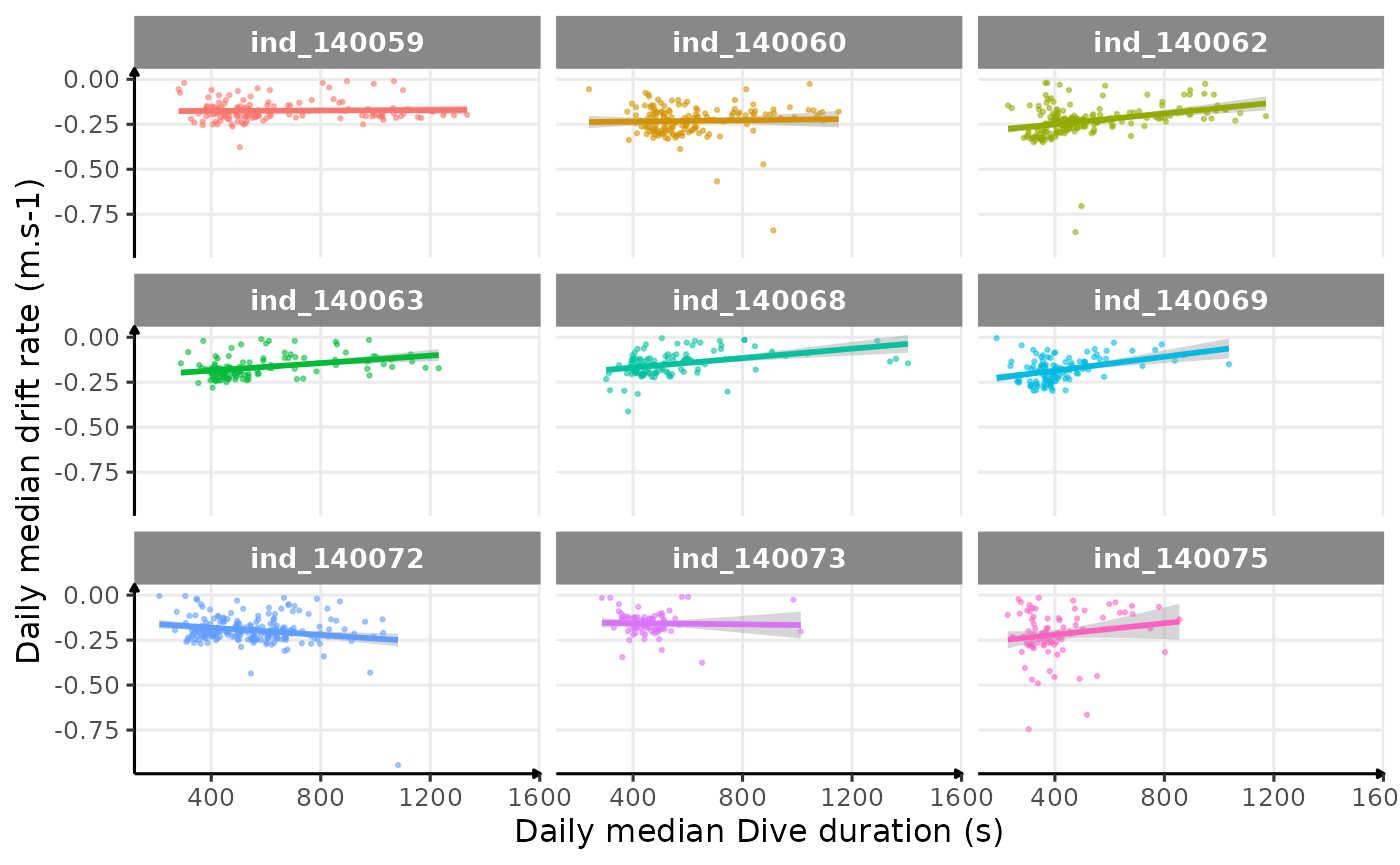 ind_140059 ind_140060 ind_140062
0.00
-0.25
-0.50
-0.75
ind_140063 ind_140068 ind_140069
0.00
-0.25
-0.50
-0.75
ind_140072 ind_140073 ind_140075
0.00
-0.25
-0.50
-0.75
400 800 1200 1600 400 800 1200 1600 400 800 1200 160
Daily median Dive duration (s)
Daily median drift rate (m.s-1)